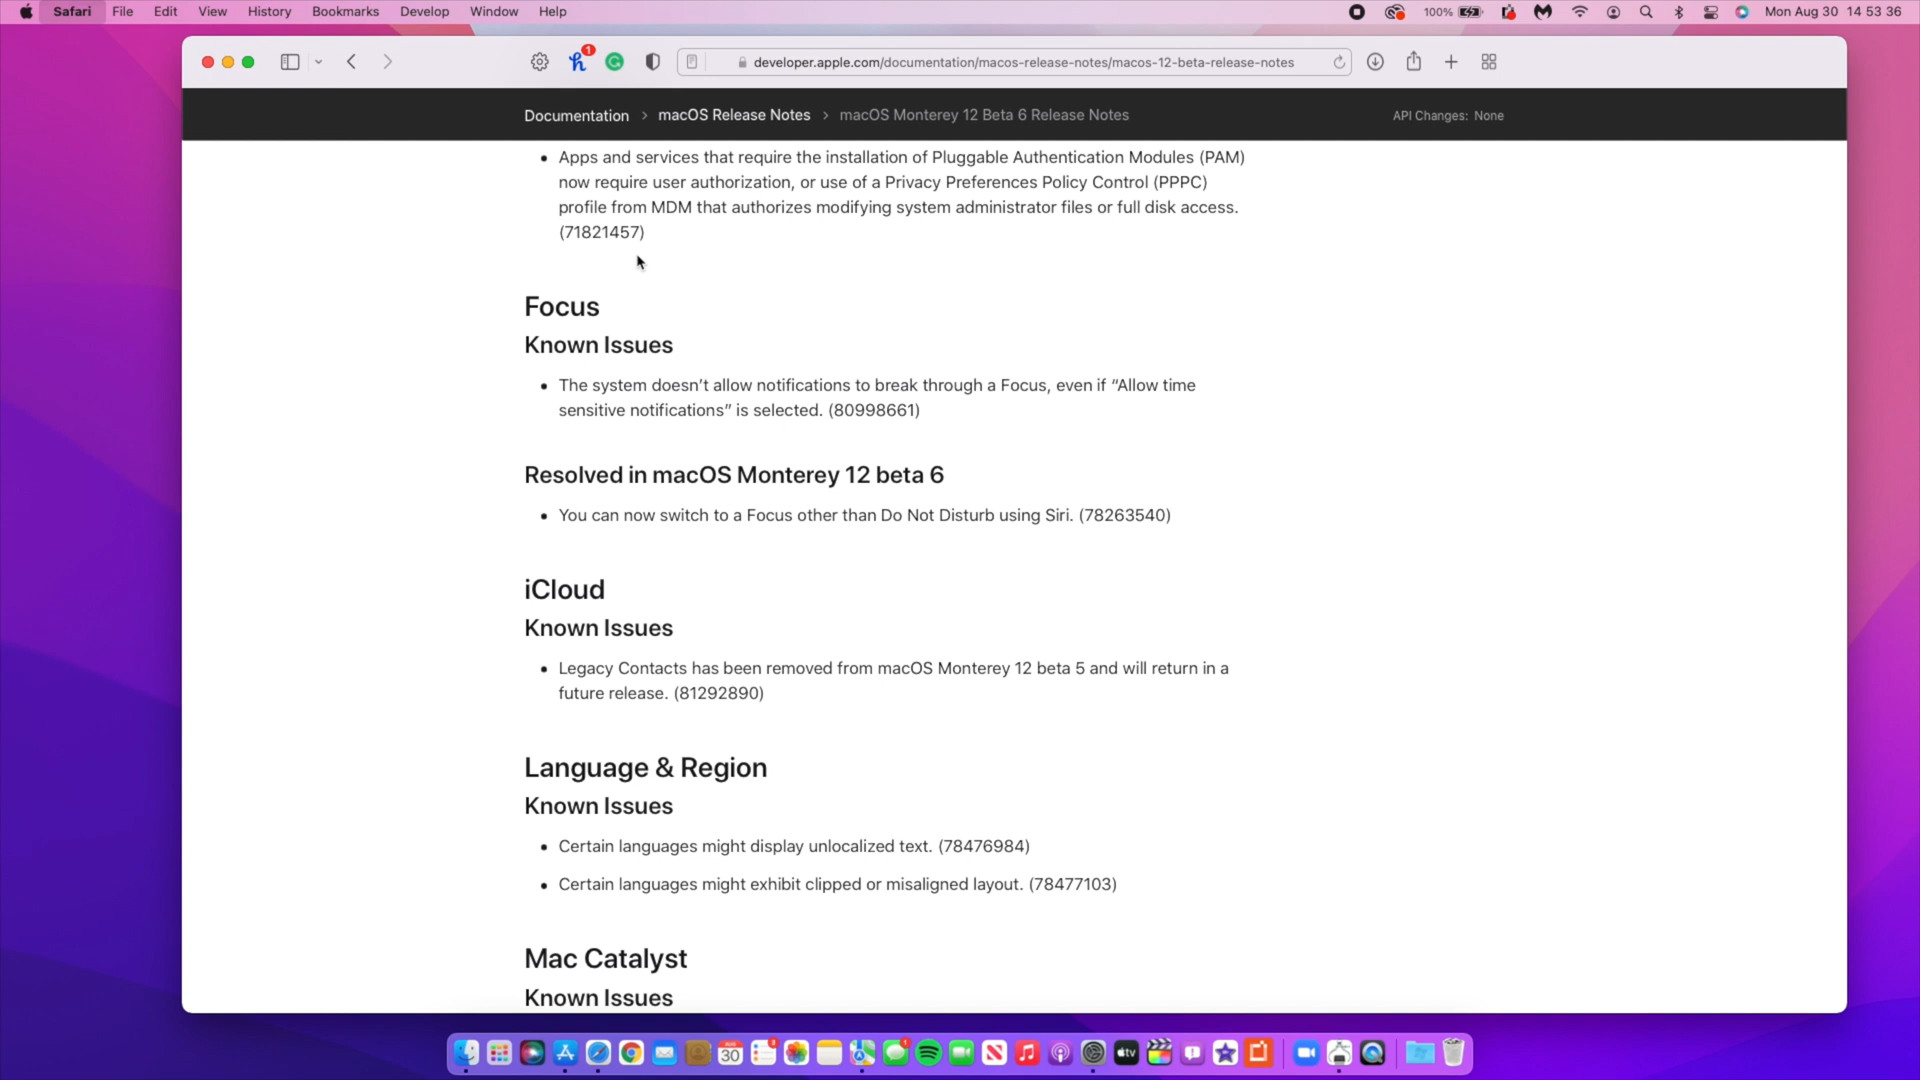 Safari File Edit View History Bookmarks Develop Window Help 100% Mon Aug 30 14 53 36
1 developer.apple.com/documentation/macos-release-notes/macos-12-beta-release-notes
Documentation > macOS Release Notes > macOS Monterey 12 Beta 6 Release Notes API Changes: None
• Apps and services that require the installation of Pluggable Authentication Modules (PAM)
now require user authorization, or use of a Privacy Preferences Policy Control (PPPC)
profile from MDM that authorizes modifying system administrator files or full disk access.
(71821457)
Focus
Known Issues
• The system doesn’t allow notifications to break through a Focus, even if “Allow time
sensitive notifications” is selected. (80998661)
Resolved in macOS Monterey 12 beta 6
• You can now switch to a Focus other than Do Not Disturb using Siri. (78263540)
iCloud
Known Issues
• Legacy Contacts has been removed from macOS Monterey 12 beta 5 and will return in a
future release. (81292890)
Language & Region
Known Issues
• Certain languages might display unlocalized text. (78476984)
• Certain languages might exhibit clipped or misaligned layout. (78477103)
Mac Catalyst
Known Issues
AUG
30
tv